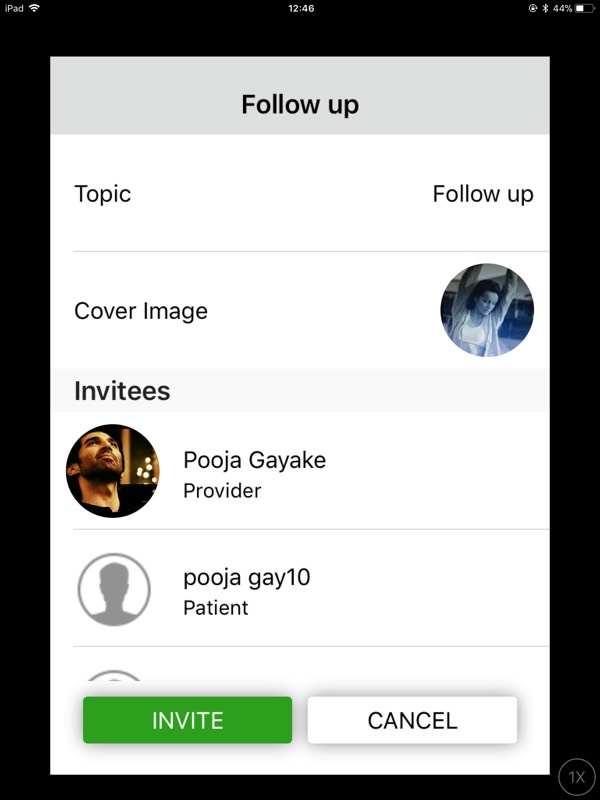 iPad 12:46 44%
Follow up
Topic Follow up
Cover Image
Invitees
Pooja Gayake
Provider
pooja gay10
Patient
INVITE CANCEL
1X